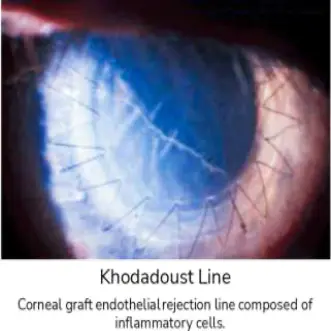 Khodadoust Line
Corneal graft endothelial rejection line composed of
inflammatory cells.